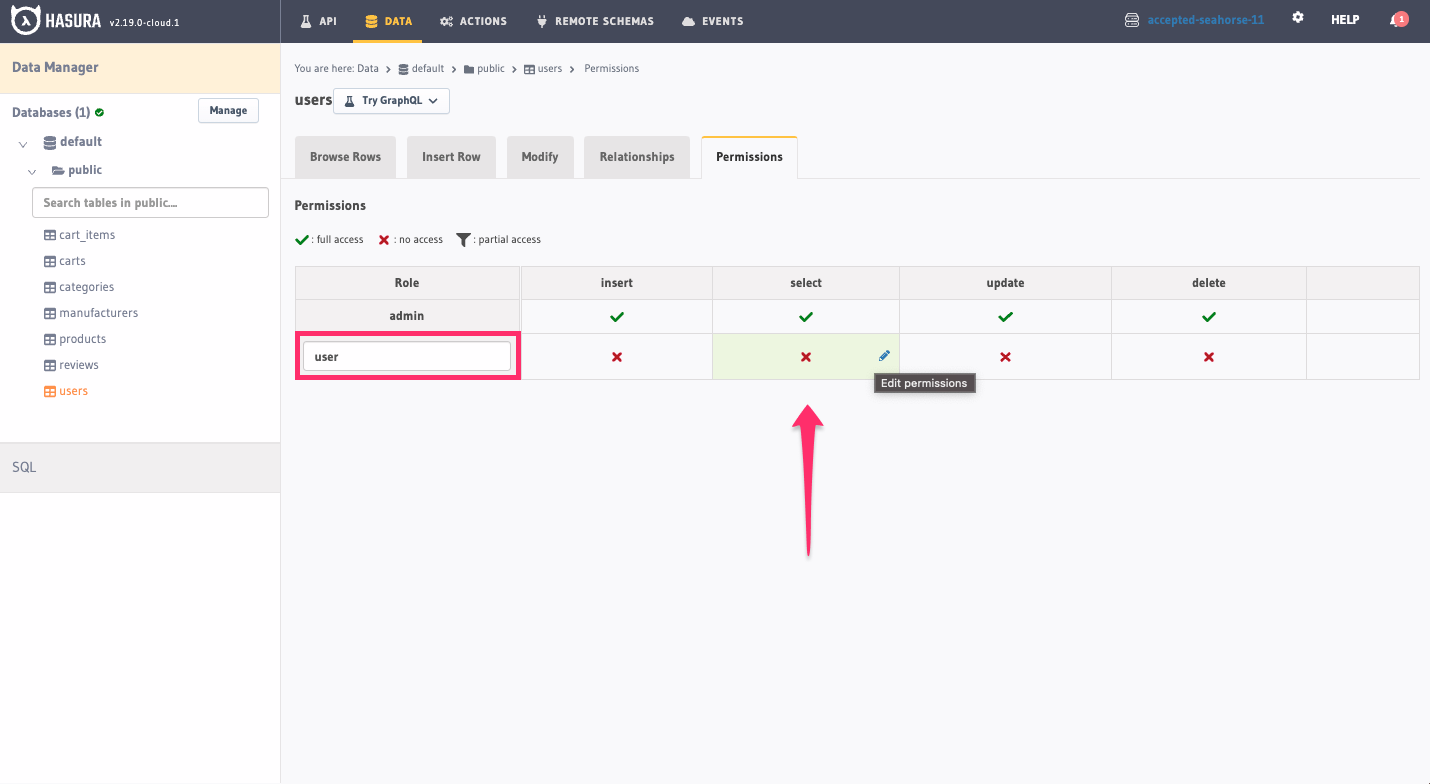 HASURA v2.19.0-cloud.1
API DATA ACTIONS REMOTE SCHEMAS EVENTS
accepted-seahorse-11 HELP 1
Data Manager
Databases (1) Manage
default
public
Search tables in public....
cart_items
carts
categories
manufacturers
products
reviews
users
SQL
You are here: Data > default > public > users > Permissions
users Try GraphQL
Browse Rows Insert Row Modify Relationships Permissions
Permissions
: full access : no access : partial access
Role insert select update delete
admin
user
Edit permissions